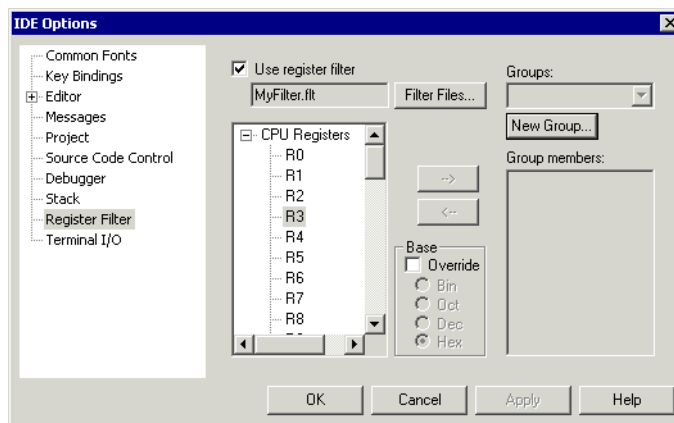 IDE Options
Common Fonts
Key Bindings
Editor
Messages
Project
Source Code Control
Debugger
Stack
Register Filter
Terminal I/O
Use register filter
MyFilter.flt
Filter Files...
CPU Registers
R0
R1
R2
R3
R4
R5
R6
R7
R8
-->
<--
Base
Override
Bin
Oct
Dec
Hex
Groups:
New Group...
Group members:
OK
Cancel
Apply
Help